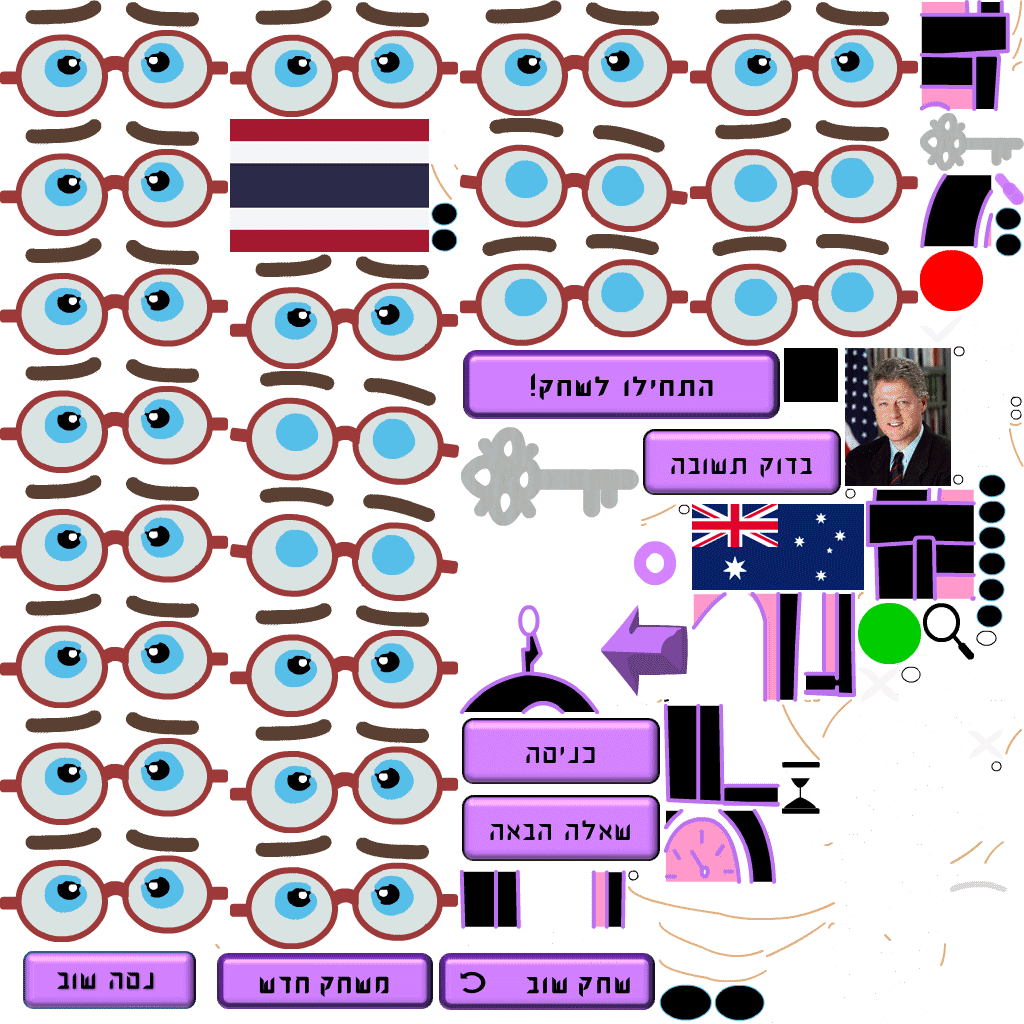 התחילו לשחק!
בדוק תשובה
כניסה
שאלה הבאה
נסה שוב
משחק חדש
שחק שוב